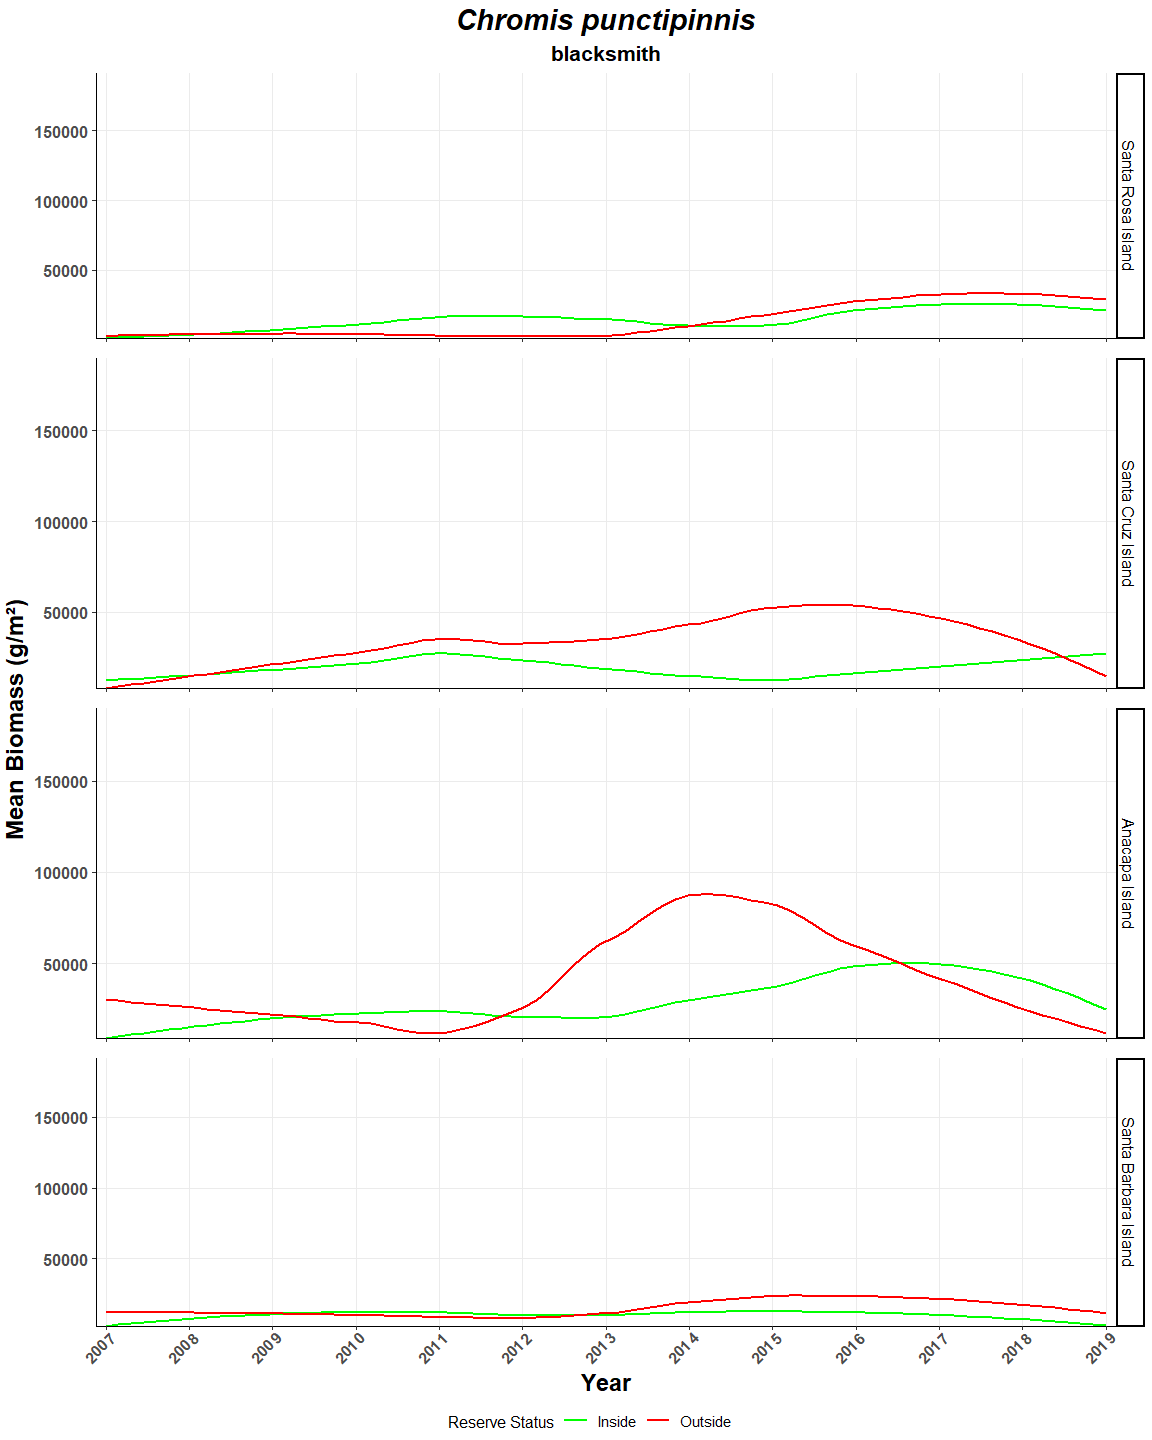 Chromis punctipinnis
blacksmith
Mean Biomass (g/m²)
150000
100000
50000
Santa Rosa Island
150000
100000
50000
Santa Cruz Island
150000
100000
50000
Anacapa Island
150000
100000
50000
Santa Barbara Island
2007 2008 2009 2010 2011 2012 2013 2014 2015 2016 2017 2018 2019
Year
Reserve Status Inside Outside